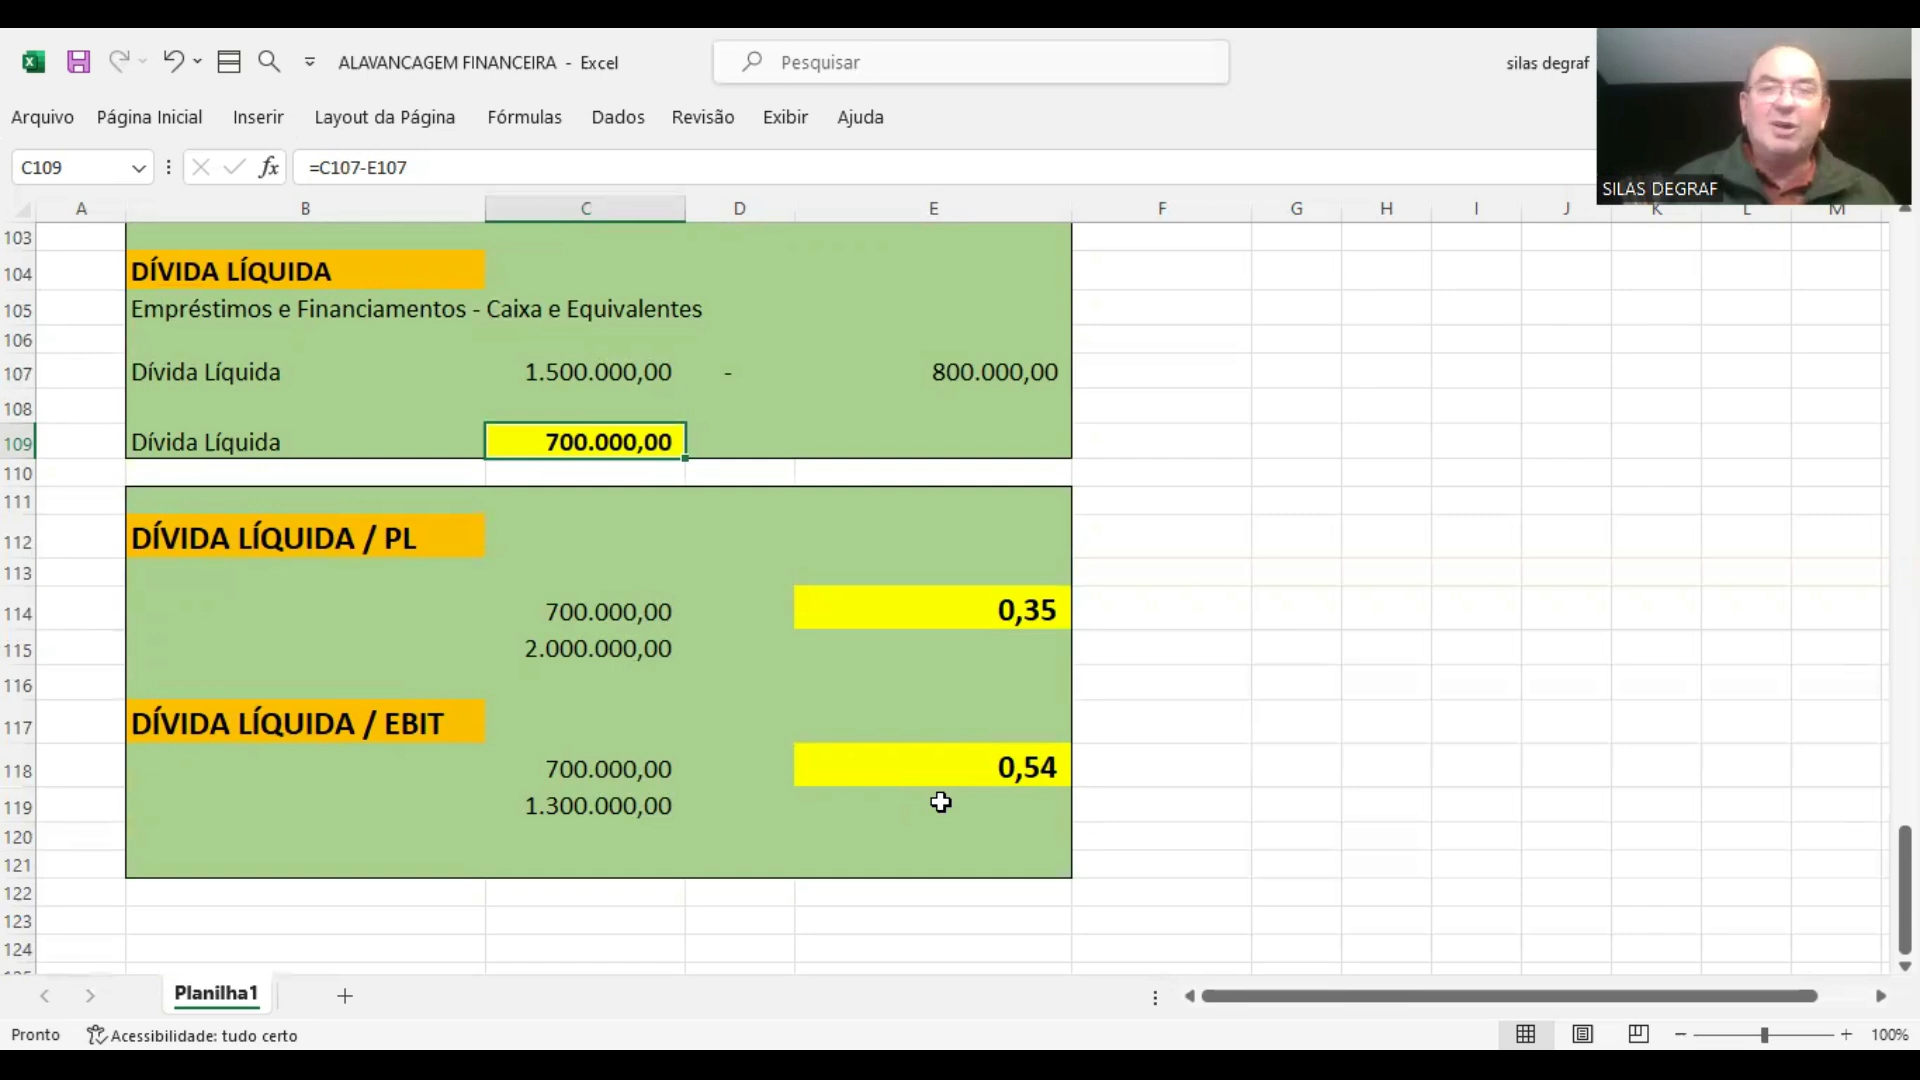 ALAVANCAGEM FINANCEIRA - Excel
Pesquisar
silas degraf
Arquivo Página Inicial Inserir Layout da Página Fórmulas Dados Revisão Exibir Ajuda
C109 fx =C107-E107
SILAS DEGRAF
A B C D E F G H I J K L M
103
104 DÍVIDA LÍQUIDA
105 Empréstimos e Financiamentos - Caixa e Equivalentes
106
107 Dívida Líquida 1.500.000,00 - 800.000,00
108
109 Dívida Líquida 700.000,00
110
111
112 DÍVIDA LÍQUIDA / PL
113
114 700.000,00 0,35
115 2.000.000,00
116
117 DÍVIDA LÍQUIDA / EBIT
118 700.000,00 0,54
119 1.300.000,00
120
121
122
123
124
Planilha1
Pronto Acessibilidade: tudo certo 100%